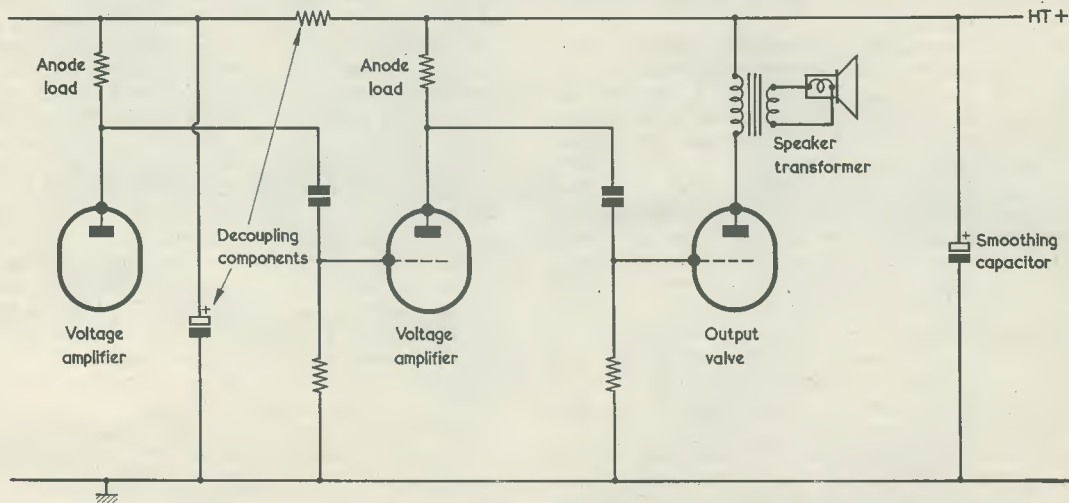 HT+
Anode
load
Anode
load
Speaker
transformer
Decoupling
components
+
+
Smoothing
capacitor
Voltage
amplifier
Voltage
amplifier
Output
valve